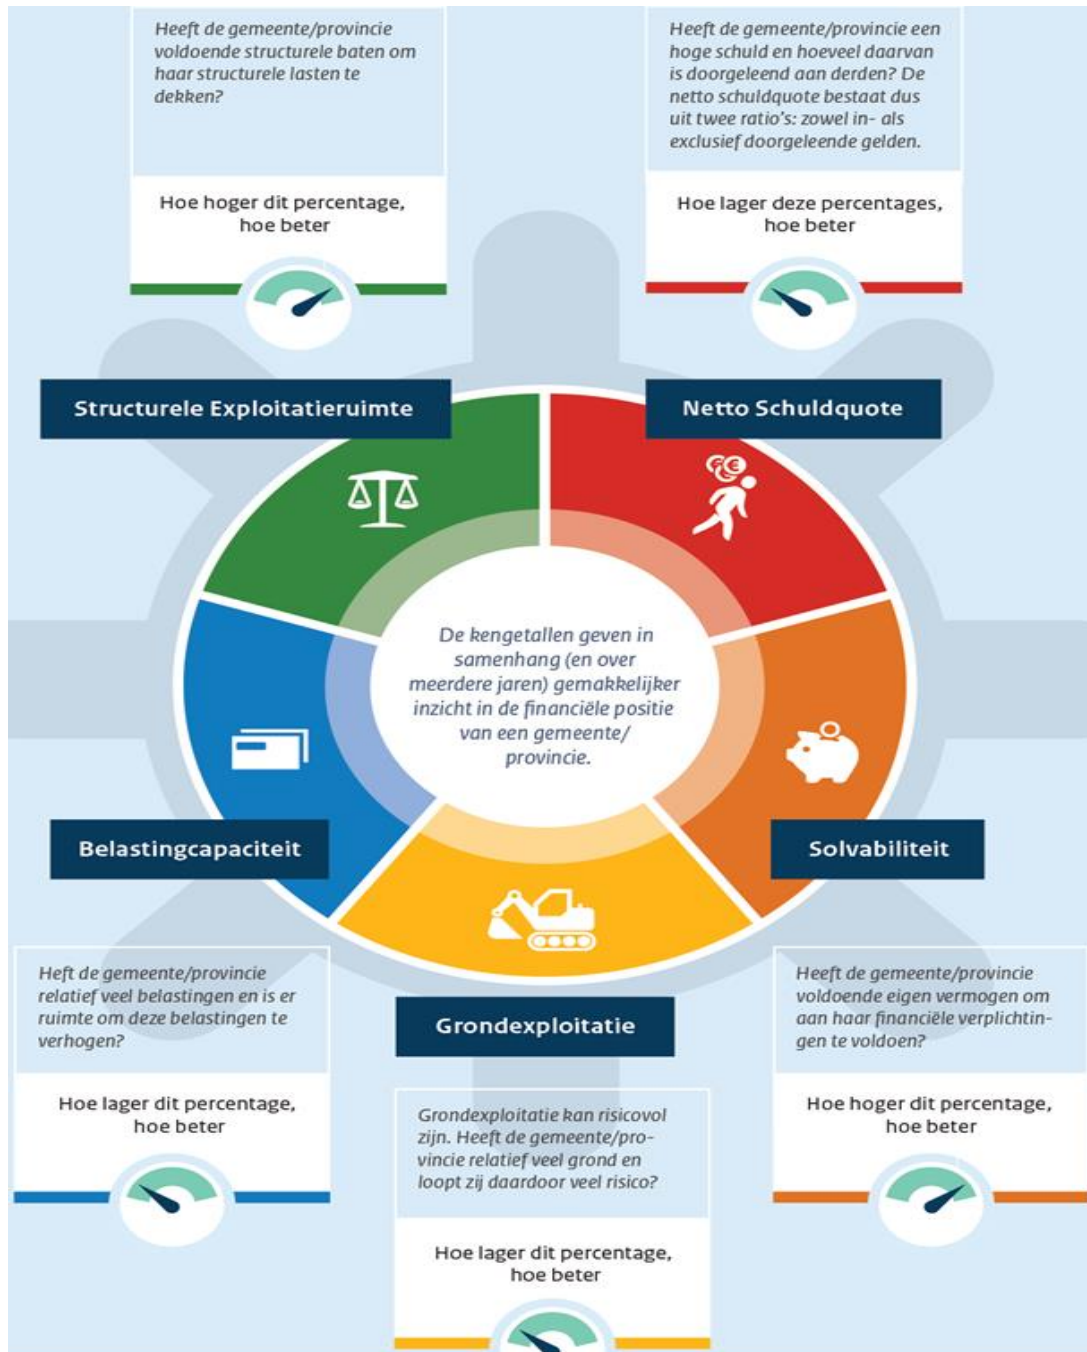 Heeft de gemeente/provincie
voldoende structurele baten om
haar structurele lasten te
dekken?
Hoe hoger dit percentage,
hoe beter
Heeft de gemeente/provincie een
hoge schuld en hoeveel daarvan
is doorgeleend aan derden? De
netto schuldquote bestaat dus
uit twee ratio's: zowel in- als
exclusief doorgeleende gelden.
Hoe lager deze percentages,
hoe beter
Structurele Exploitatieruimte
Netto Schuldquote
De kengetallen geven in
samenhang (en over
meerdere jaren) gemakkelijker
inzicht in de financiële positie
van een gemeente/
provincie.
Belastingcapaciteit
Solvabiliteit
Heft de gemeente/provincie
relatief veel belastingen en is er
ruimte om deze belastingen te
verhogen?
Hoe lager dit percentage,
hoe beter
Grondexploitatie
Grondexploitatie kan risicovol
zijn. Heeft de gemeente/pro-
vincie relatief veel grond en
loopt zij daardoor veel risico?
Hoe lager dit percentage,
hoe beter
Heeft de gemeente/provincie
voldoende eigen vermogen om
aan haar financiële verplichtin-
gen te voldoen?
Hoe hoger dit percentage,
hoe beter